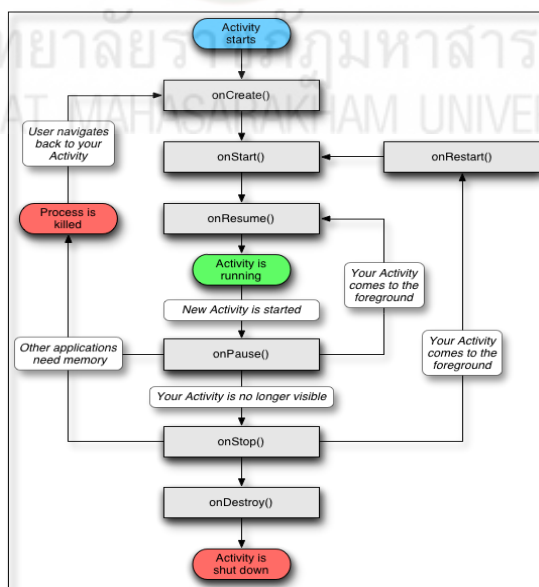 Activity
starts
onCreate()
User navigates
back to your
Activity
onStart()
onRestart()
Process is
killed
onResume()
Activity is
running
Your Activity
comes to the
foreground
New Activity is started
Other applications
need memory
onPause()
Your Activity
comes to the
foreground
Your Activity is no longer visible
onStop()
onDestroy()
Activity is
shut down
MAHASARAKHAM